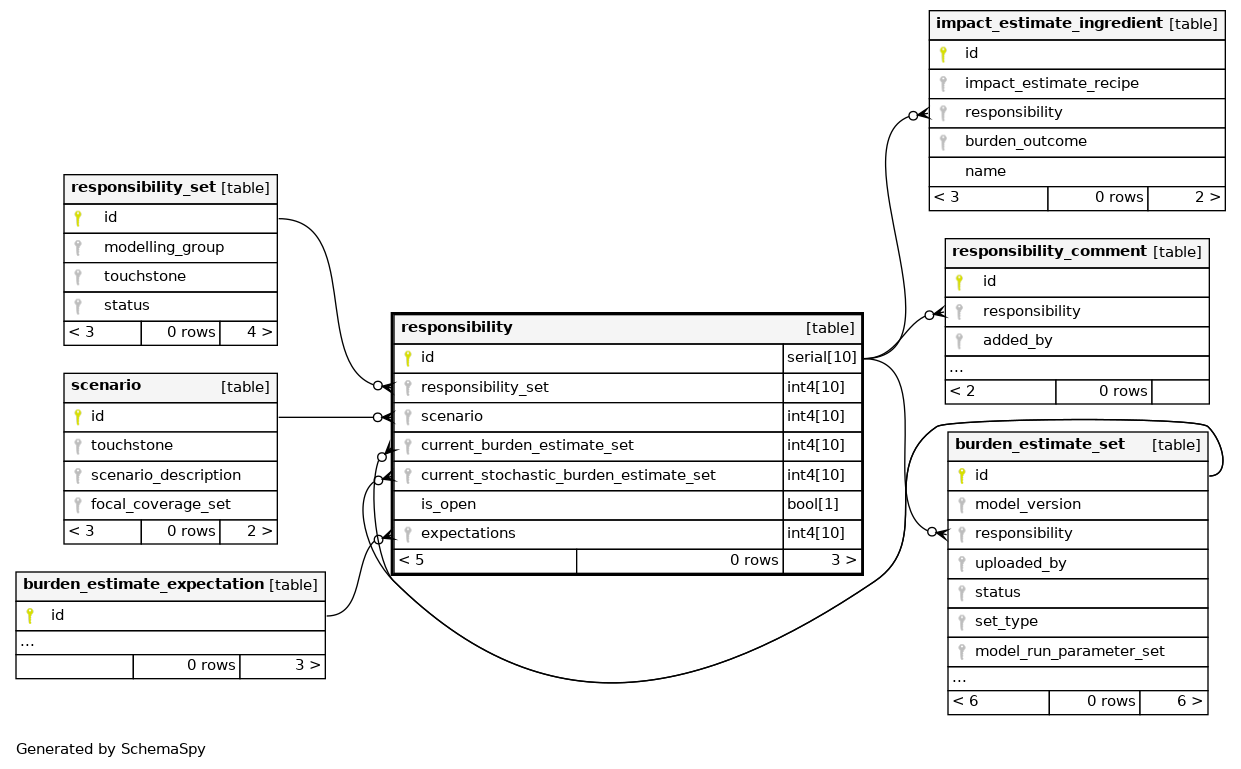 responsibility_set [table]
id
modelling_group
touchstone
status
< 3 0 rows 4 >
scenario [table]
id
touchstone
scenario_description
focal_coverage_set
< 3 0 rows 2 >
burden_estimate_expectation [table]
id
...
0 rows 3 >
responsibility [table]
id serial[10]
responsibility_set int4[10]
scenario int4[10]
current_burden_estimate_set int4[10]
current_stochastic_burden_estimate_set int4[10]
is_open bool[1]
expectations int4[10]
< 5 0 rows 3 >
impact_estimate_ingredient [table]
id
impact_estimate_recipe
responsibility
burden_outcome
name
< 3 0 rows 2 >
responsibility_comment [table]
id
responsibility
added_by
...
< 2 0 rows
burden_estimate_set [table]
id
model_version
responsibility
uploaded_by
status
set_type
model_run_parameter_set
...
< 6 0 rows 6 >
Generated by SchemaSpy